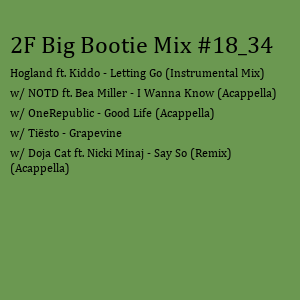 2F Big Bootie Mix #18_34
Hogland ft. Kiddo - Letting Go (Instrumental Mix)
w/ NOTD ft. Bea Miller - I Wanna Know (Acappella)
w/ OneRepublic - Good Life (Acappella)
w/ Tiësto - Grapevine
w/ Doja Cat ft. Nicki Minaj - Say So (Remix)
(Acappella)